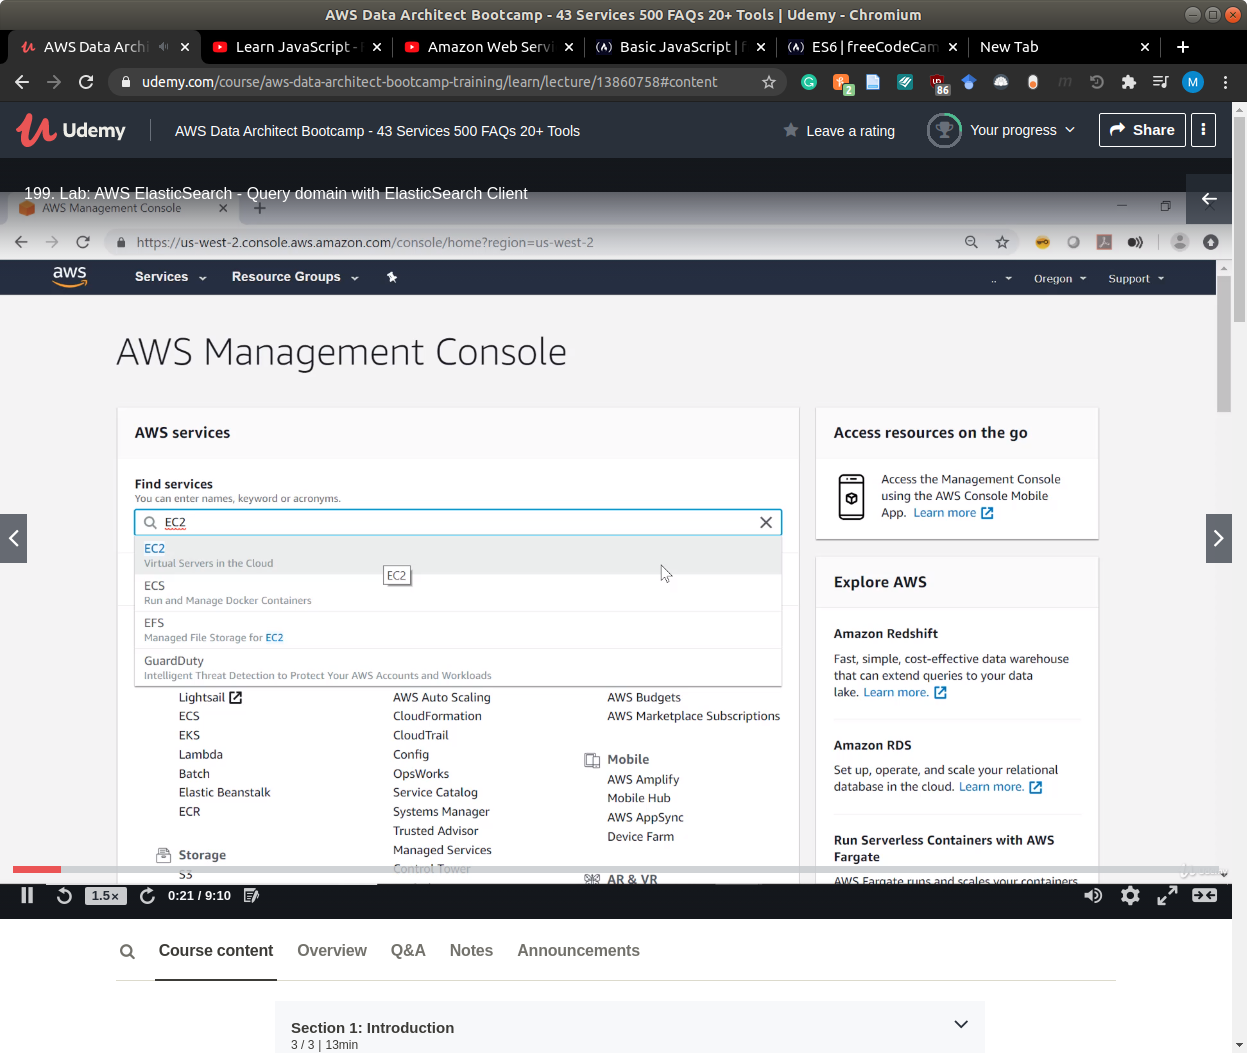 AWS Data Architect Bootcamp - 43 Services 500 FAQs 20+ Tools | Udemy - Chromium
AWS Data Archi
Learn JavaScript -
Amazon Web Servi
Basic JavaScript | f
ES6 | freeCodeCam
New Tab
udemy.com/course/aws-data-architect-bootcamp-training/learn/lecture/13860758#content
2
86
M
Udemy
AWS Data Architect Bootcamp - 43 Services 500 FAQs 20+ Tools
Leave a rating
Your progress
Share
199. Lab: AWS ElasticSearch - Query domain with ElasticSearch Client
AWS Management Console
https://us-west-2.console.aws.amazon.com/console/home?region=us-west-2
aws
Services
Resource Groups
..
Oregon
Support
AWS Management Console
AWS services
Find services
You can enter names, keyword or acronyms.
EC2
EC2
Virtual Servers in the Cloud
EC2
ECS
Run and Manage Docker Containers
EFS
Managed File Storage for EC2
GuardDuty
Intelligent Threat Detection to Protect Your AWS Accounts and Workloads
Lightsail
ECS
EKS
Lambda
Batch
Elastic Beanstalk
ECR
Storage
S3
AWS Auto Scaling
CloudFormation
CloudTrail
Config
OpsWorks
Service Catalog
Systems Manager
Trusted Advisor
Managed Services
Control Tower
AWS Budgets
AWS Marketplace Subscriptions
Mobile
AWS Amplify
Mobile Hub
AWS AppSync
Device Farm
AR & VR
Access resources on the go
Access the Management Console
using the AWS Console Mobile
App. Learn more
Explore AWS
Amazon Redshift
Fast, simple, cost-effective data warehouse
that can extend queries to your data
lake. Learn more.
Amazon RDS
Set up, operate, and scale your relational
database in the cloud. Learn more.
Run Serverless Containers with AWS
Fargate
AWS Fargate runs and scales your containers
1.5×
0:21 / 9:10
Course content
Overview
Q&A
Notes
Announcements
Section 1: Introduction
3 / 3 | 13min